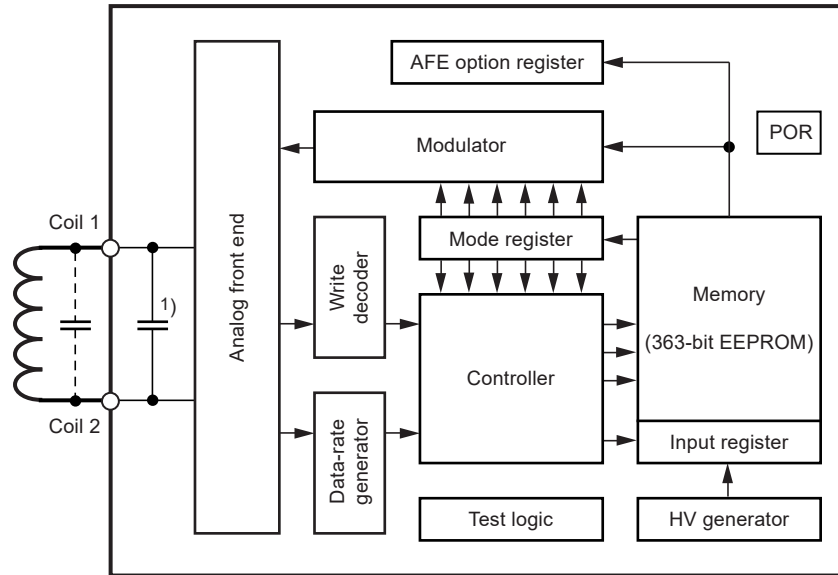 AFE option register
POR
Modulator
Coil 1
Mode register
Analog front end
Write
decoder
1)
Memory
(363-bit EEPROM)
Controller
Coil 2
Data-rate
generator
Input register
Test logic
HV generator